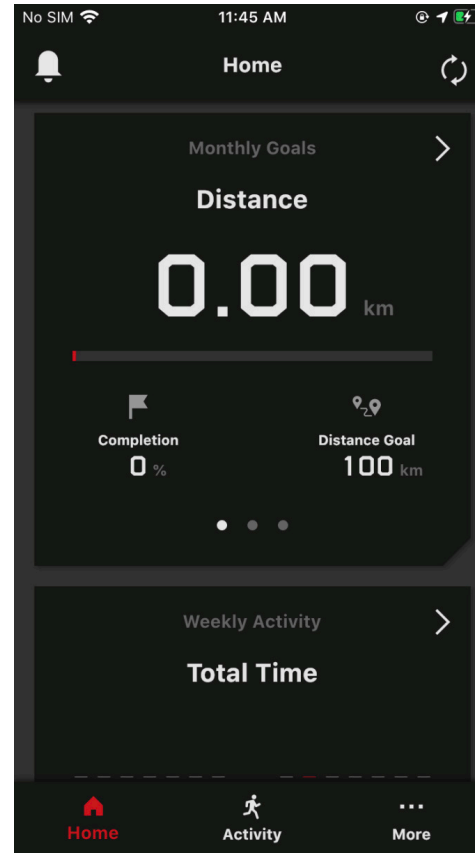 No SIM 11:45 AM
Home
Monthly Goals
Distance
0.00 km
Completion Distance Goal
0 % 100 km
Weekly Activity
Total Time
Home Activity More